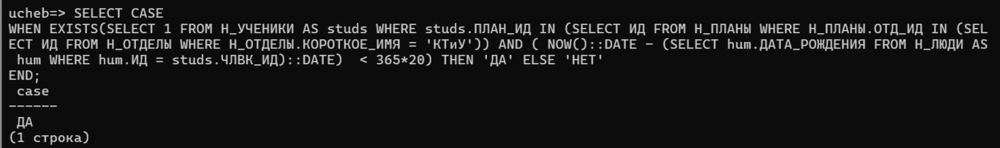 ucheb=> SELECT CASE
WHEN EXISTS(SELECT 1 FROM Н_УЧЕНИКИ AS studs WHERE studs.ПЛАН_ИД IN (SELECT ИД FROM Н_ПЛАНЫ WHERE Н_ПЛАНЫ.ОТД_ИД IN (SEL
ECT ИД FROM Н_ОТДЕЛЫ WHERE Н_ОТДЕЛЫ.КОРОТКОЕ_ИМЯ = 'КТиУ')) AND ( NOW()::DATE - (SELECT hum.ДАТА_РОЖДЕНИЯ FROM Н_ЛЮДИ AS
 hum WHERE hum.ИД = studs.ЧЛВК_ИД)::DATE)  < 365*20) THEN 'ДА' ELSE 'НЕТ'
END;
 case
------
 ДА
(1 строка)